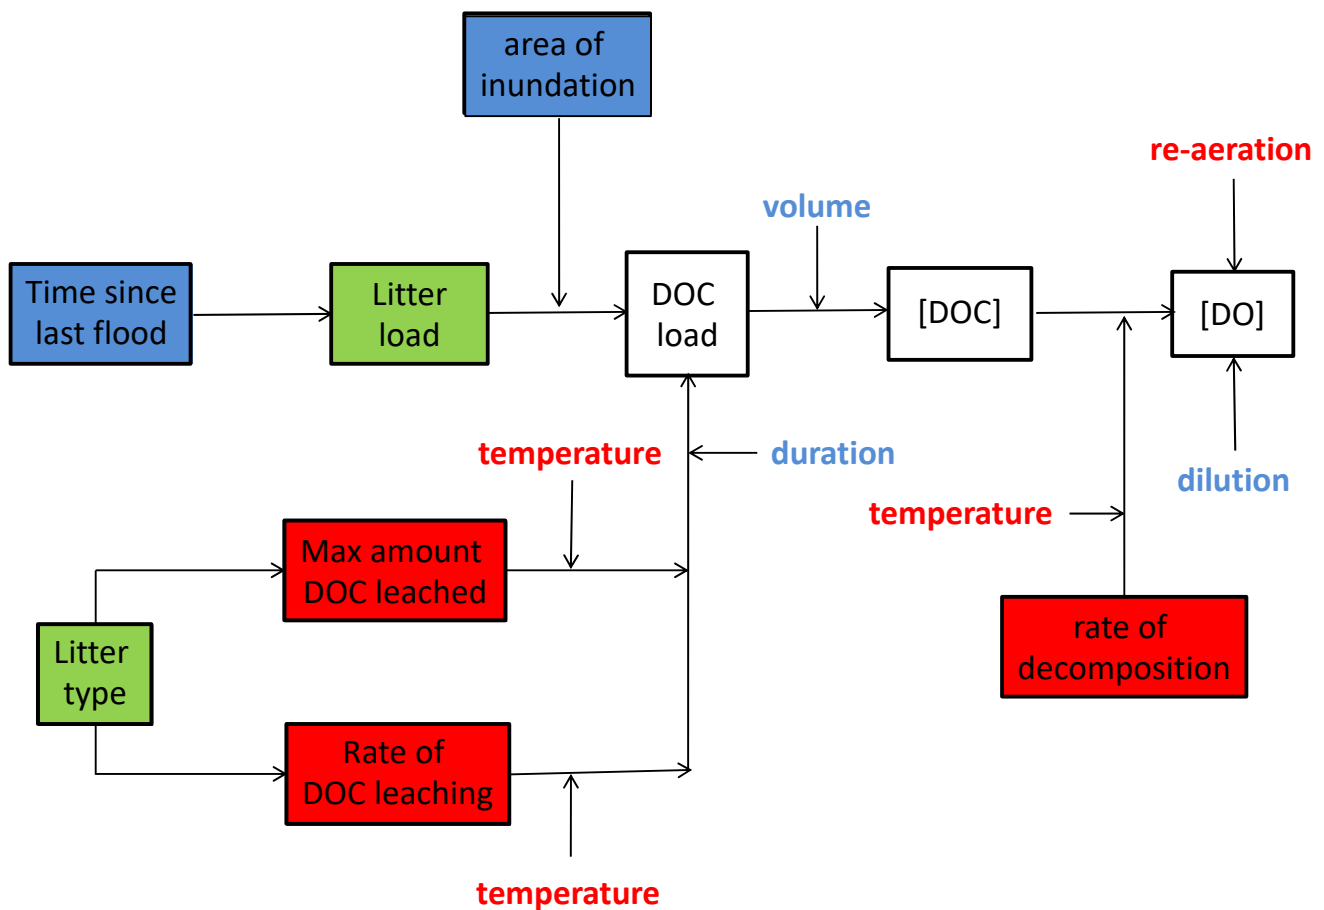 area of
inundation
re-aeration
volume
Time since
last flood
Litter
load
DOC
load
[DOC]
[DO]
temperature
duration
dilution
temperature
Max amount
DOC leached
rate of
decomposition
Litter
type
Rate of
DOC leaching
temperature